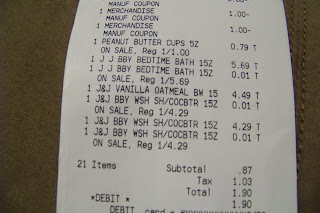 1 MERCHANDISE
MANUF COUPON 1.00-
1 MERCHANDISE
MANUF COUPON 1.00-
1 PEANUT BUTTER CUPS 5Z 0.79 T
ON SALE, Reg 1/1.00
1 J J BBY BEDTIME BATH 15Z 5.69 T
1 J&J BBY BEDTIME BATH 15Z 0.01 T
ON SALE, Reg 1/5.69
1 J&J VANILLA OATMEAL BW 15 4.49 T
1 J&J BBY WSH SH/COCBTR 15Z 0.01 T
ON SALE, Reg 1/4.29
1 J&J BBY WSH SH/COCBTR 15Z 4.29 T
1 J&J BBY WSH SH/COCBTR 15Z 0.01 T
ON SALE, Reg 1/4.29
21 Items Subtotal .87
Tax 1.03
Total 1.90
*DEBIT * 1.90
DEBIT card